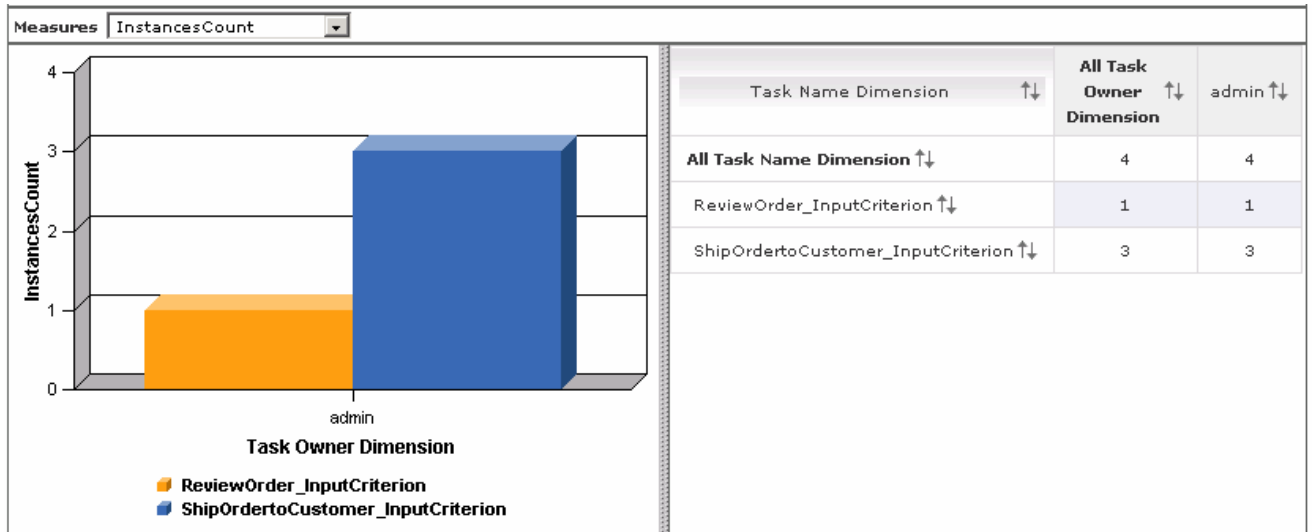 Measures InstancesCount
4
3
2
1
0
InstancesCount
admin
Task Owner Dimension
ReviewOrder_InputCriterion
ShipOrdertoCustomer_InputCriterion
Task Name Dimension
All Task
Owner
Dimension
admin
All Task Name Dimension 4 4
ReviewOrder_InputCriterion 1 1
ShipOrdertoCustomer_InputCriterion 3 3